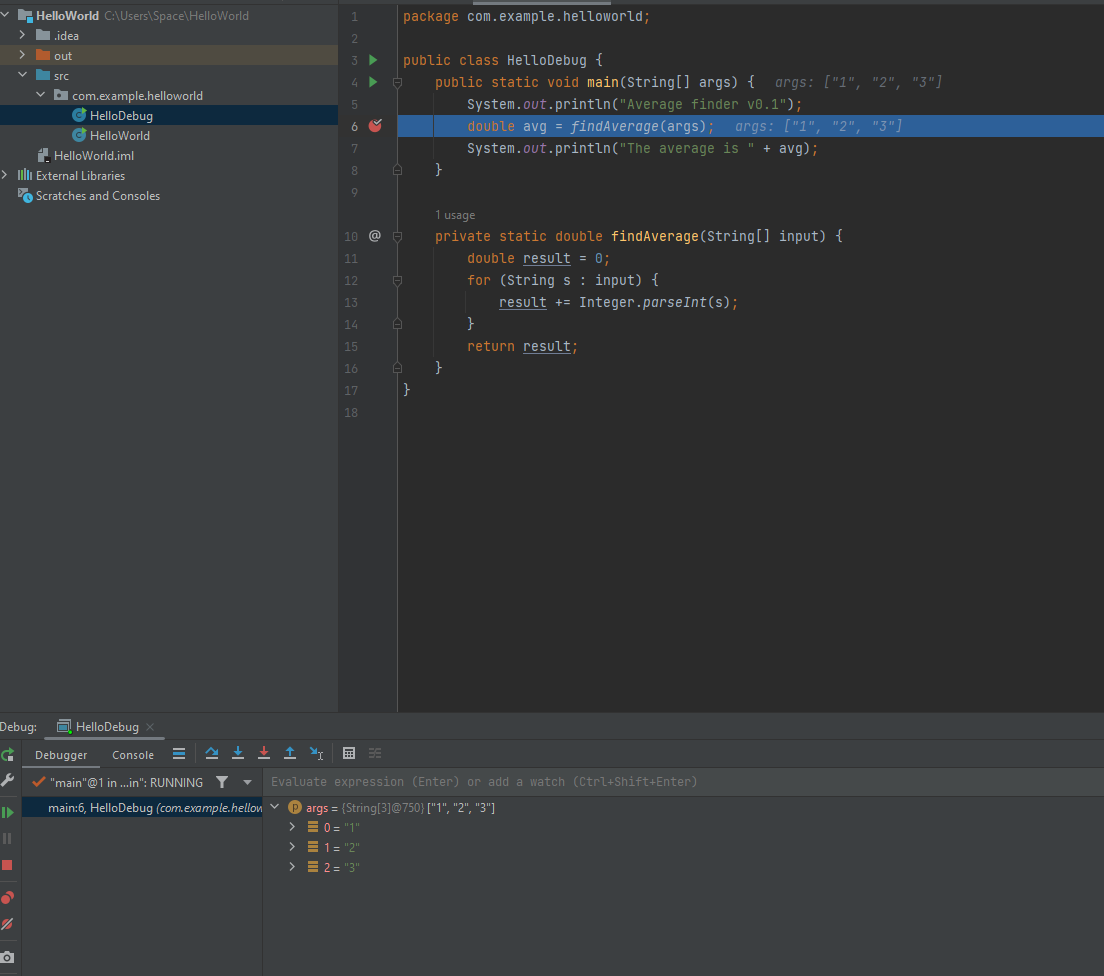 HelloWorld C:\Users\Space\HelloWorld
.idea
out
src
com.example.helloworld
HelloDebug
HelloWorld
HelloWorld.iml
External Libraries
Scratches and Consoles
1 package com.example.helloworld;
2
3 public class HelloDebug {
4 public static void main(String[] args) { args: ["1", "2", "3"]
5 System.out.println("Average finder v0.1");
6 double avg = findAverage(args); args: ["1", "2", "3"]
7 System.out.println("The average is " + avg);
8 }
9
1 usage
10 @ private static double findAverage(String[] input) {
11 double result = 0;
12 for (String s : input) {
13 result += Integer.parseInt(s);
14 }
15 return result;
16 }
17 }
18
Debug: HelloDebug
Debugger Console
"main"@1 in ...in": RUNNING
Evaluate expression (Enter) or add a watch (Ctrl+Shift+Enter)
main:6, HelloDebug (com.example.hellow
p args = {String[3]@750} ["1", "2", "3"]
0 = "1"
1 = "2"
2 = "3"